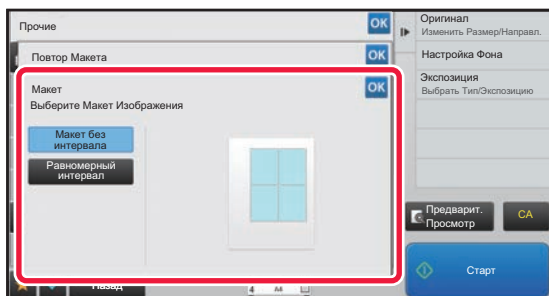 Прочие
OK
Повтор Макета
OK
Макет
OK
Выберите Макет Изображения
Макет без
интервала
Равномерный
интервал
Назад
4
Оригинал
Изменить Размер/Направл.
Настройка Фона
Экспозиция
Выбрать Тип/Экспозицию
Предварит.
Просмотр
CA
Старт